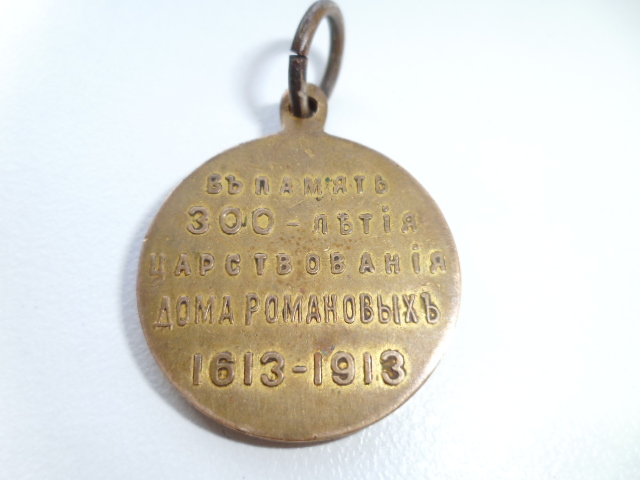 ВЪ ПАМЯТЬ
300-ЛѢТІЯ
ЦАРСТВОВАНІЯ
ДОМА РОМАНОВЫХЪ
1613-1913